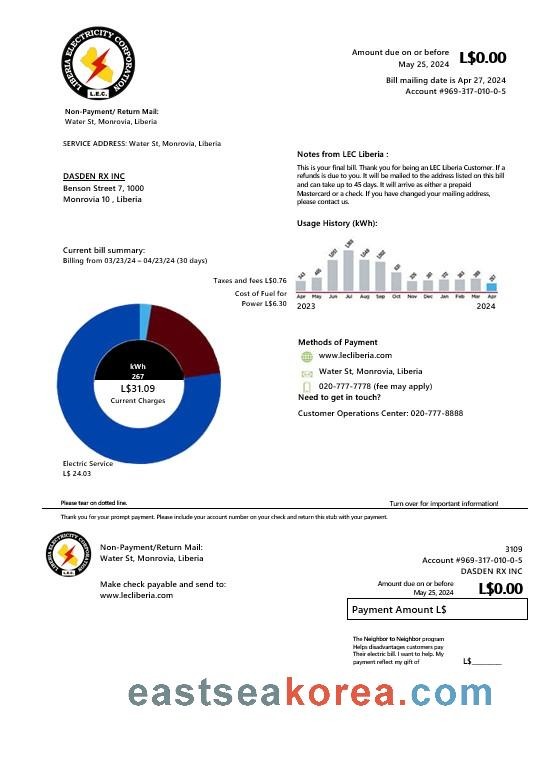 LIBERIA ELECTRICITY CORPORATION
L.E.C.
Amount due on or before
May 25, 2024
L$0.00
Bill mailing date is Apr 27, 2024
Account #969-317-010-0-5
Non-Payment/ Return Mail:
Water St, Monrovia, Liberia
SERVICE ADDRESS: Water St, Monrovia, Liberia
DASDEN RX INC
Benson Street 7, 1000
Monrovia 10 , Liberia
Notes from LEC Liberia :
This is your final bill. Thank you for being an LEC Liberia Customer. If a
refunds is due to you. It will be mailed to the address listed on this bill
and can take up to 45 days. It will arrive as either a prepaid
Mastercard or a check. If you have changed your mailing address,
please contact us.
Usage History (kWh):
Apr May Jun Jul Aug Sep Oct Nov Dec Jan Feb Mar Apr
2023 2024
Current bill summary:
Billing from 03/23/24 – 04/23/24 (30 days)
Taxes and fees L$0.76
Cost of Fuel for
Power L$6.30
kWh
267
L$31.09
Current Charges
Electric Service
L$ 24.03
Methods of Payment
www.lecliberia.com
Water St, Monrovia, Liberia
020-777-7778 (fee may apply)
Need to get in touch?
Customer Operations Center: 020-777-8888
Please tear on dotted line.
Turn over for important information!
Thank you for your prompt payment. Please include your account number on your check and return this stub with your payment.
LIBERIA ELECTRICITY CORPORATION
L.E.C.
Non-Payment/Return Mail:
Water St, Monrovia, Liberia
Make check payable and send to:
www.lecliberia.com
3109
Account #969-317-010-0-5
DASDEN RX INC
Amount due on or before
May 25, 2024
L$0.00
Payment Amount L$
The Neighbor to Neighbor program
Helps disadvantages customers pay
Their electric bill. I want to help. My
payment reflect my gift of
L$________
eastseakorea.com